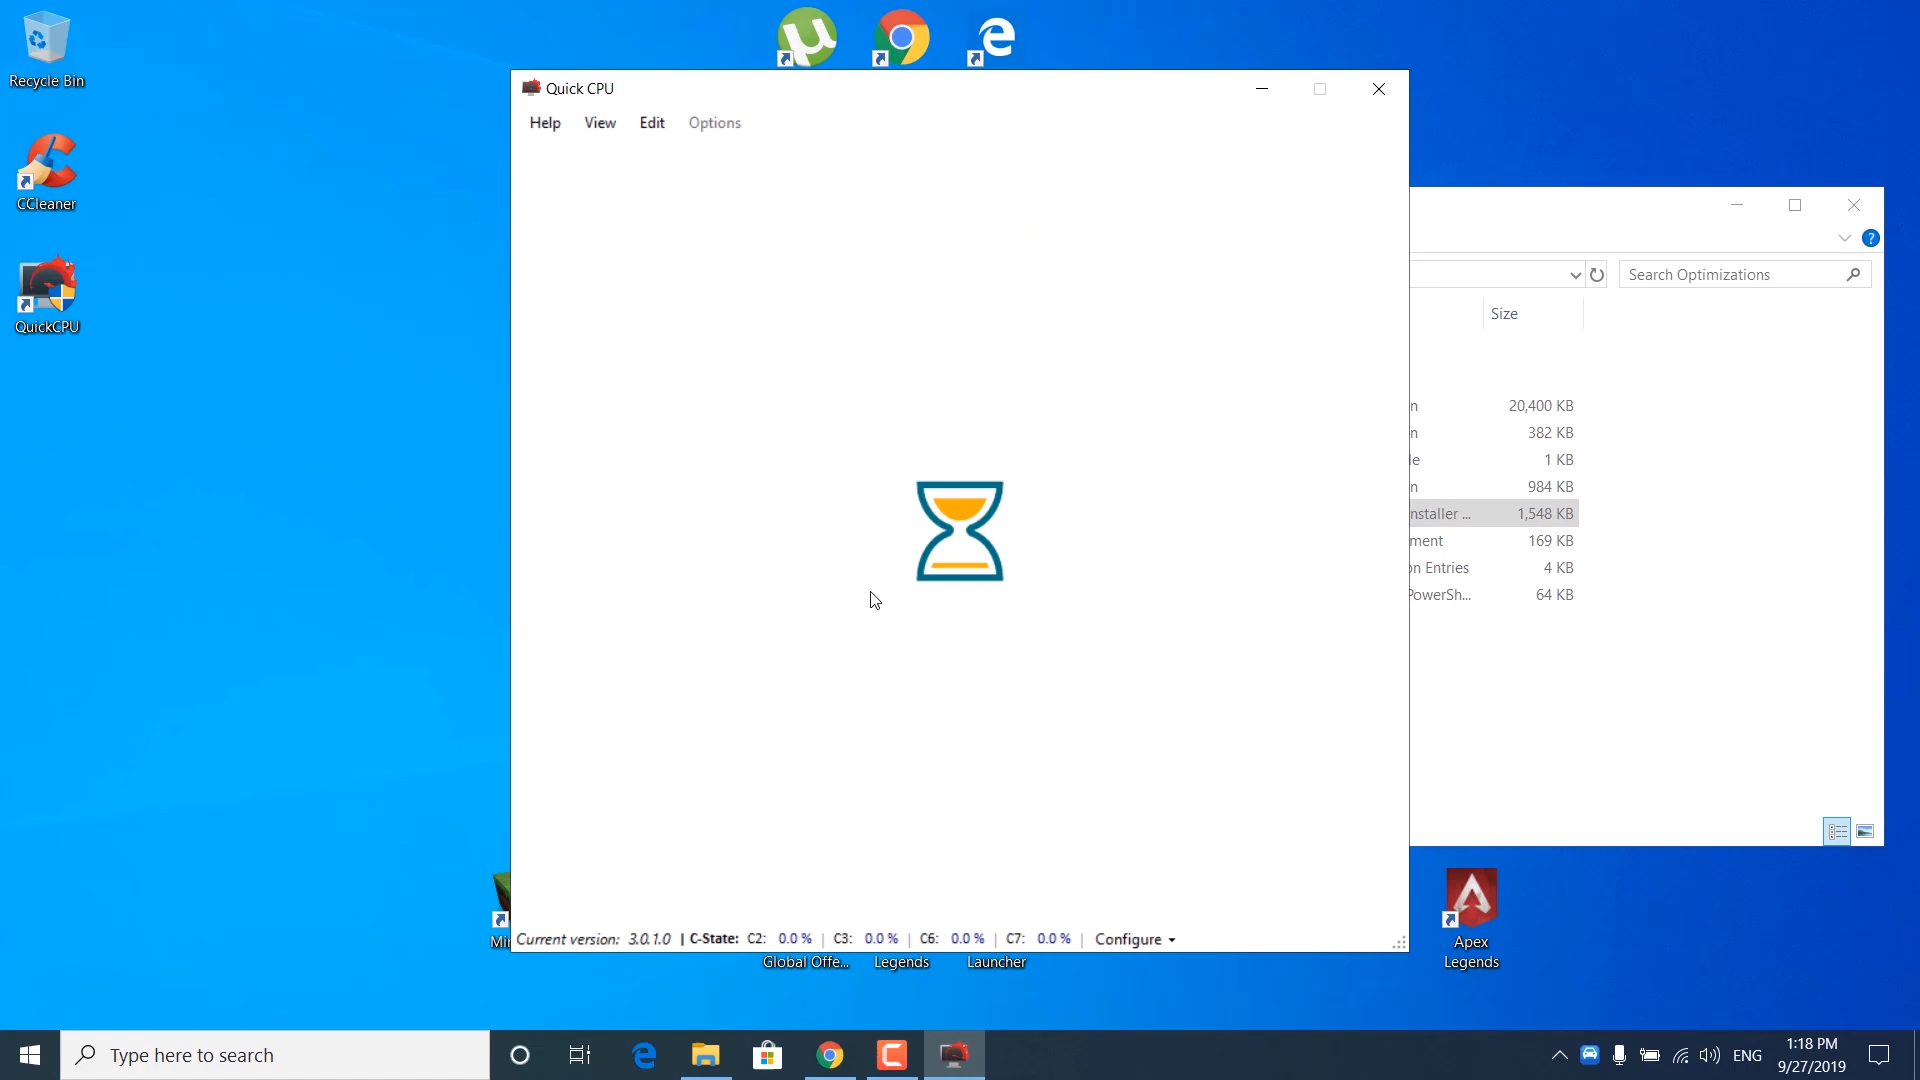 Recycle Bin
CCleaner
QuickCPU
Quick CPU
Help View Edit Options
Current version: 3.0.1.0 | C-State: C2: 0.0 % | C3: 0.0 % | C6: 0.0 % | C7: 0.0 % | Configure
Search Optimizations
Size
n 20,400 KB
n 382 KB
le 1 KB
n 984 KB
nstaller ... 1,548 KB
ment 169 KB
on Entries 4 KB
PowerSh... 64 KB
Min
Global Offe...
Legends
Launcher
Apex
Legends
Type here to search
ENG
1:18 PM
9/27/2019